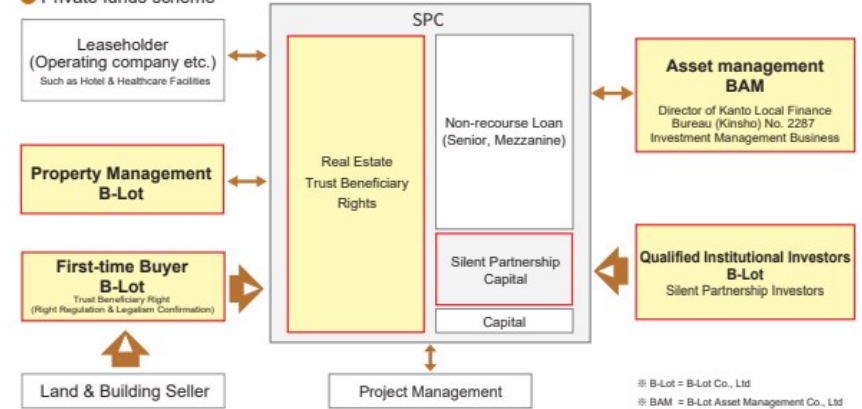 Private funds scheme
SPC
Leaseholder
(Operating company etc.)
Such as Hotel & Healthcare Facilities
Property Management
B-Lot
First-time Buyer
B-Lot
Trust Beneficiary Right
(Right Regulation & Legalism Confirmation)
Land & Building Seller
Real Estate
Trust Beneficiary
Rights
Non-recourse Loan
(Senior, Mezzanine)
Silent Partnership
Capital
Capital
Project Management
Asset management
BAM
Director of Kanto Local Finance
Bureau (Kinsho) No. 2287
Investment Management Business
Qualified Institutional Investors
B-Lot
Silent Partnership Investors
※ B-Lot = B-Lot Co., Ltd
※ BAM = B-Lot Asset Management Co., Ltd